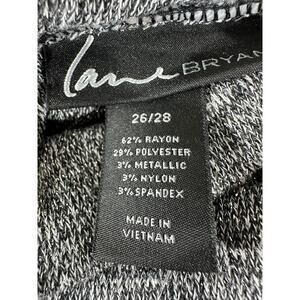 Lane BRYAN
26/28
62% RAYON
29% POLYESTER
3% METALLIC
3% NYLON
3% SPANDEX
MADE IN
VIETNAM